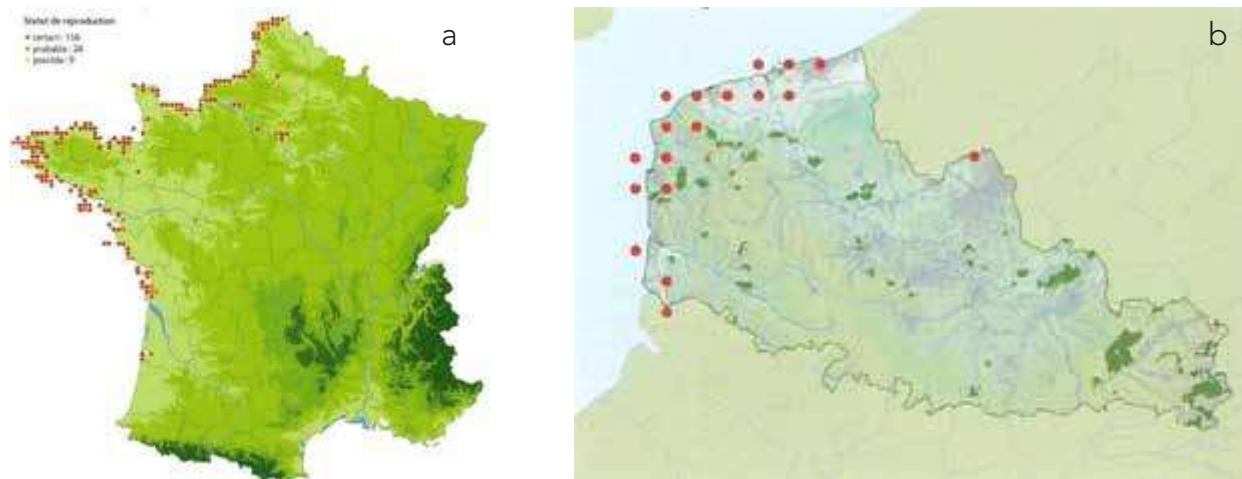 Statut de reproduction
certain : 156
probable : 24
possible : 9
a
b